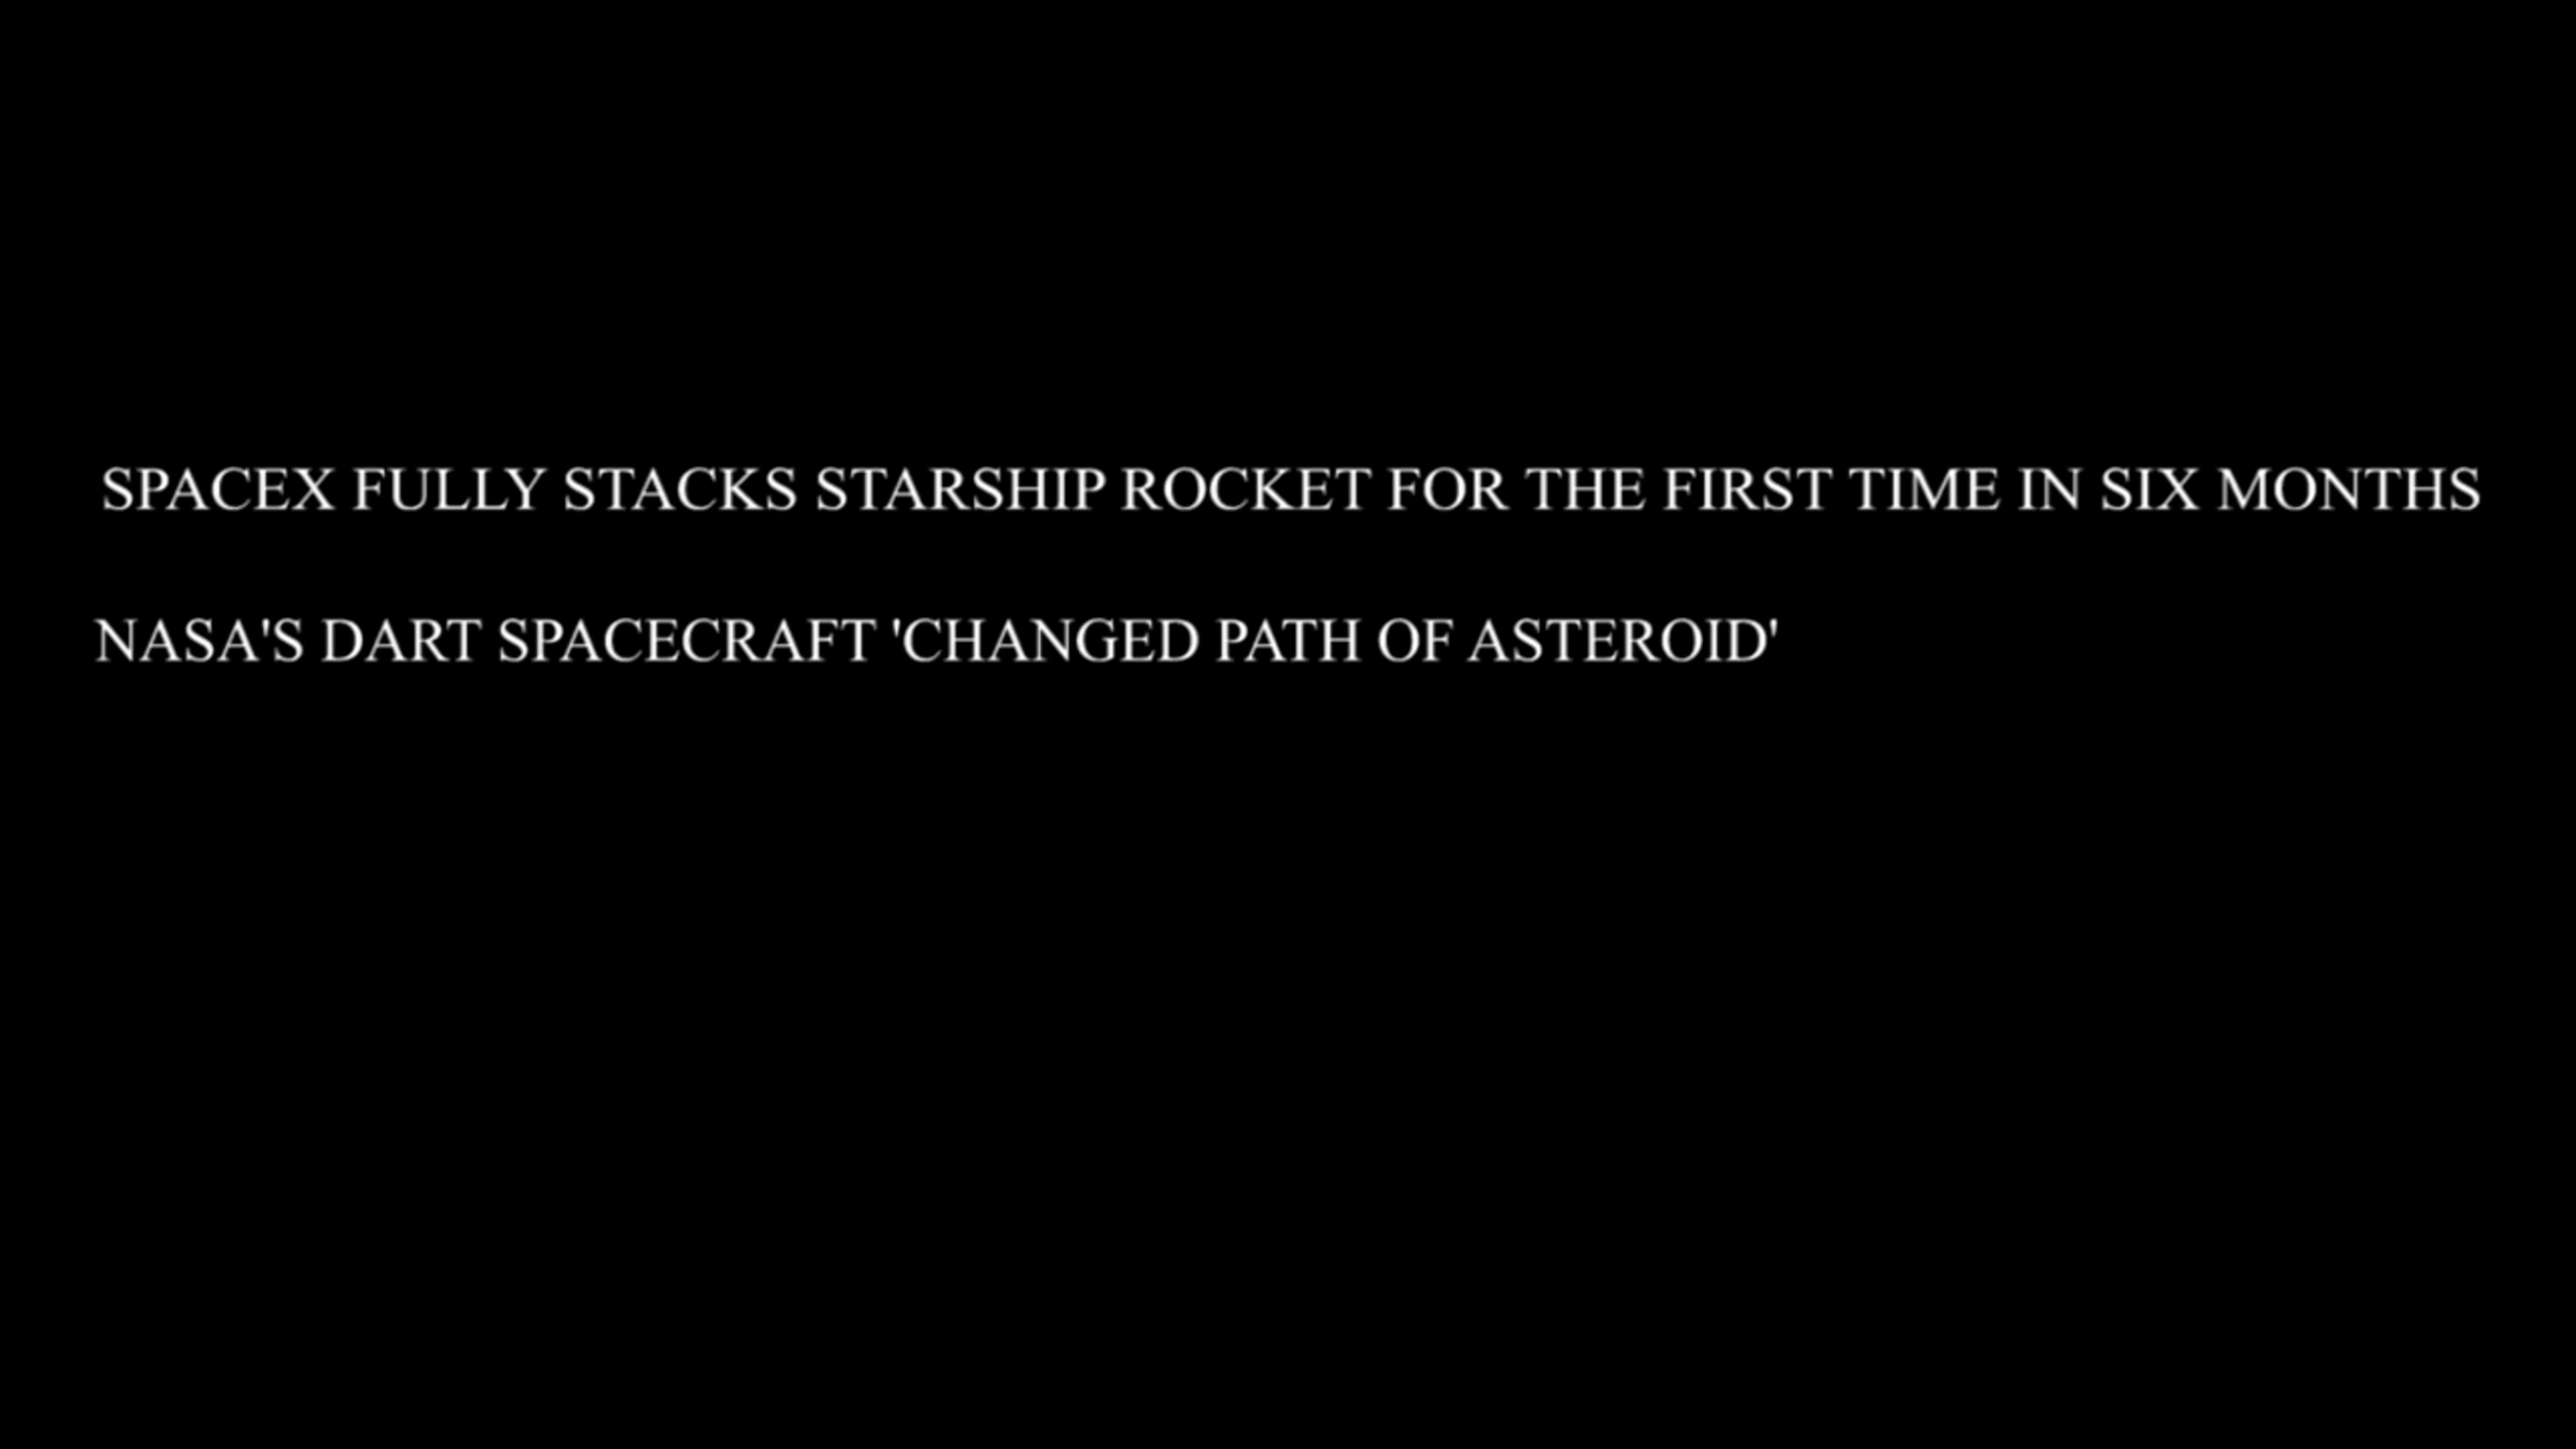 SPACEX FULLY STACKS STARSHIP ROCKET FOR THE FIRST TIME IN SIX MONTHS
NASA'S DART SPACECRAFT 'CHANGED PATH OF ASTEROID'